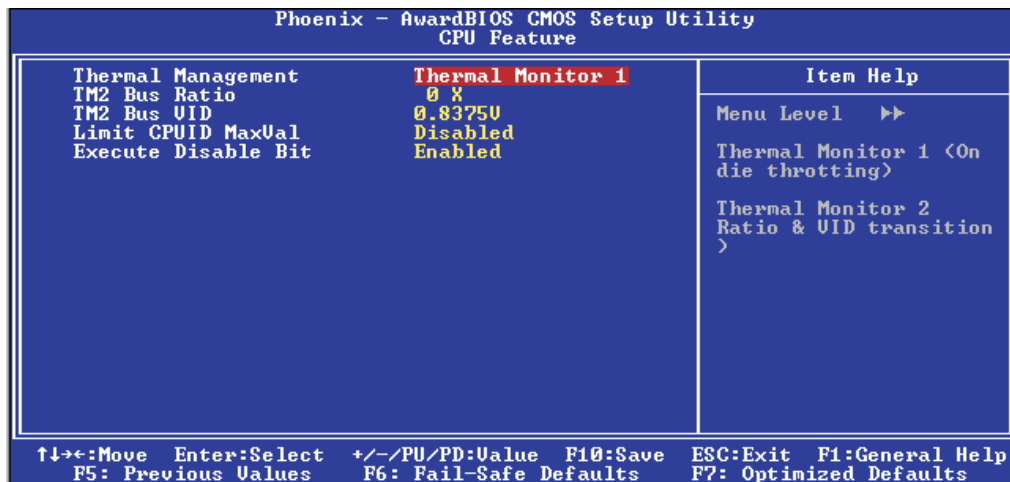 Phoenix - AwardBIOS CMOS Setup Utility
CPU Feature
Thermal Management Thermal Monitor 1
TM2 Bus Ratio 0 X
TM2 Bus VID 0.8375V
Limit CPUID MaxVal Disabled
Execute Disable Bit Enabled
Item Help
Menu Level ►►
Thermal Monitor 1 (On
die throtting)
Thermal Monitor 2
Ratio & VID transition
)
↑↓→←:Move Enter:Select +/-/PU/PD:Value F10:Save ESC:Exit F1:General Help
F5: Previous Values F6: Fail-Safe Defaults F7: Optimized Defaults